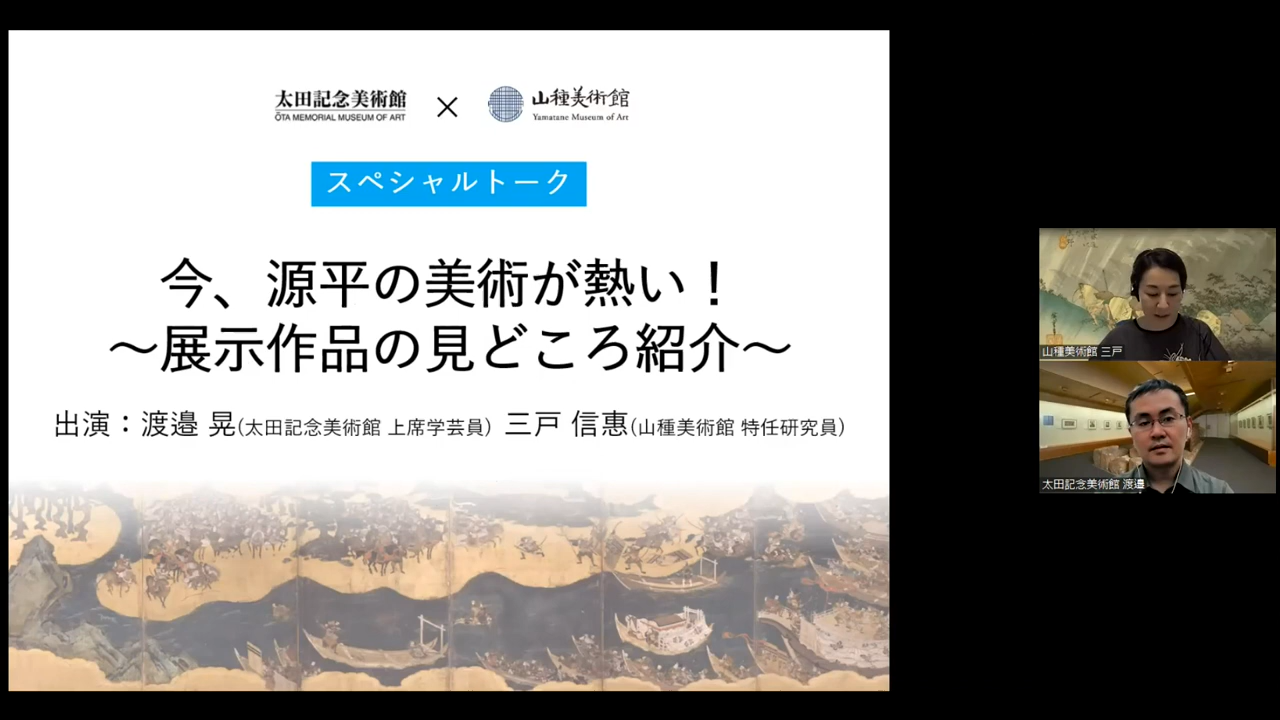 太田記念美術館
ŌTA MEMORIAL MUSEUM OF ART
×
山種美術館
Yamatane Museum of Art
スペシャルトーク
今、源平の美術が熱い！
～展示作品の見どころ紹介～
出演：渡邉 晃(太田記念美術館 上席学芸員) 三戸 信惠(山種美術館 特任研究員)
山種美術館 三戸
太田記念美術館 渡邉